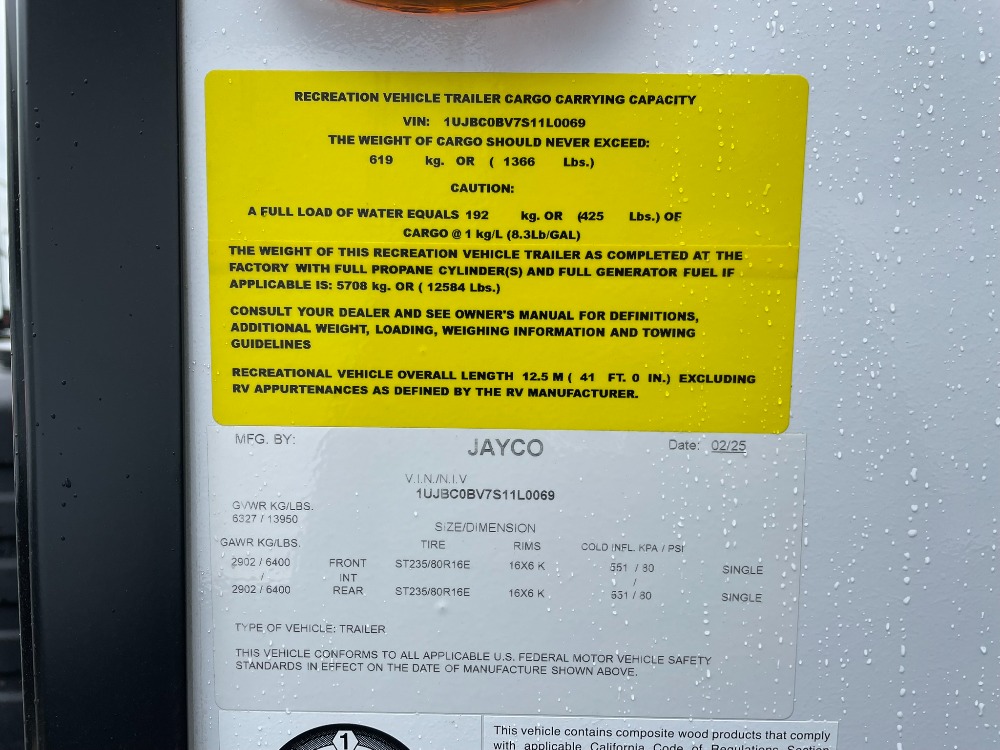 RECREATION VEHICLE TRAILER CARGO CARRYING CAPACITY
VIN: 1UJBC0BV7S11L0069
THE WEIGHT OF CARGO SHOULD NEVER EXCEED:
619 kg. OR ( 1366 Lbs.)
CAUTION:
A FULL LOAD OF WATER EQUALS 192 kg. OR (425 Lbs.) OF
CARGO @ 1 kg/L (8.3Lb/GAL)
THE WEIGHT OF THIS RECREATION VEHICLE TRAILER AS COMPLETED AT THE
FACTORY WITH FULL PROPANE CYLINDER(S) AND FULL GENERATOR FUEL IF
APPLICABLE IS: 5708 kg. OR ( 12584 Lbs.)
CONSULT YOUR DEALER AND SEE OWNER'S MANUAL FOR DEFINITIONS,
ADDITIONAL WEIGHT, LOADING, WEIGHING INFORMATION AND TOWING
GUIDELINES
RECREATIONAL VEHICLE OVERALL LENGTH 12.5 M ( 41 FT. 0 IN.) EXCLUDING
RV APPURTENANCES AS DEFINED BY THE RV MANUFACTURER.
MFG. BY: JAYCO Date: 02/25
V.I.N./N.I.V
1UJBC0BV7S11L0069
GVWR KG/LBS.
6327 / 13950
SIZE/DIMENSION
GAWR KG/LBS. TIRE RIMS COLD INFL. KPA / PSI
2902 / 6400 FRONT ST235/80R16E 16X6 K 551 / 80 SINGLE
/ INT /
2902 / 6400 REAR ST235/80R16E 16X6 K 551 / 80 SINGLE
TYPE OF VEHICLE: TRAILER
THIS VEHICLE CONFORMS TO ALL APPLICABLE U.S. FEDERAL MOTOR VEHICLE SAFETY
STANDARDS IN EFFECT ON THE DATE OF MANUFACTURE SHOWN ABOVE.
1
This vehicle contains composite wood products that comply
with applicable California Code of Regulations Section